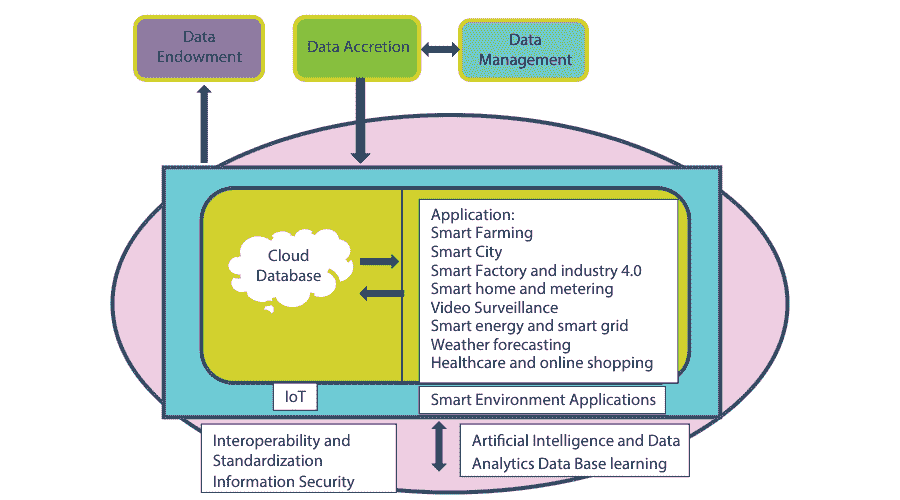 Data
Endowment
Data Accretion
Data
Management
Cloud
Database
Application:
Smart Farming
Smart City
Smart Factory and industry 4.0
Smart home and metering
Video Surveillance
Smart energy and smart grid
Weather forecasting
Healthcare and online shopping
IoT
Smart Environment Applications
Interoperability and
Standardization
Information Security
Artificial Intelligence and Data
Analytics Data Base learning